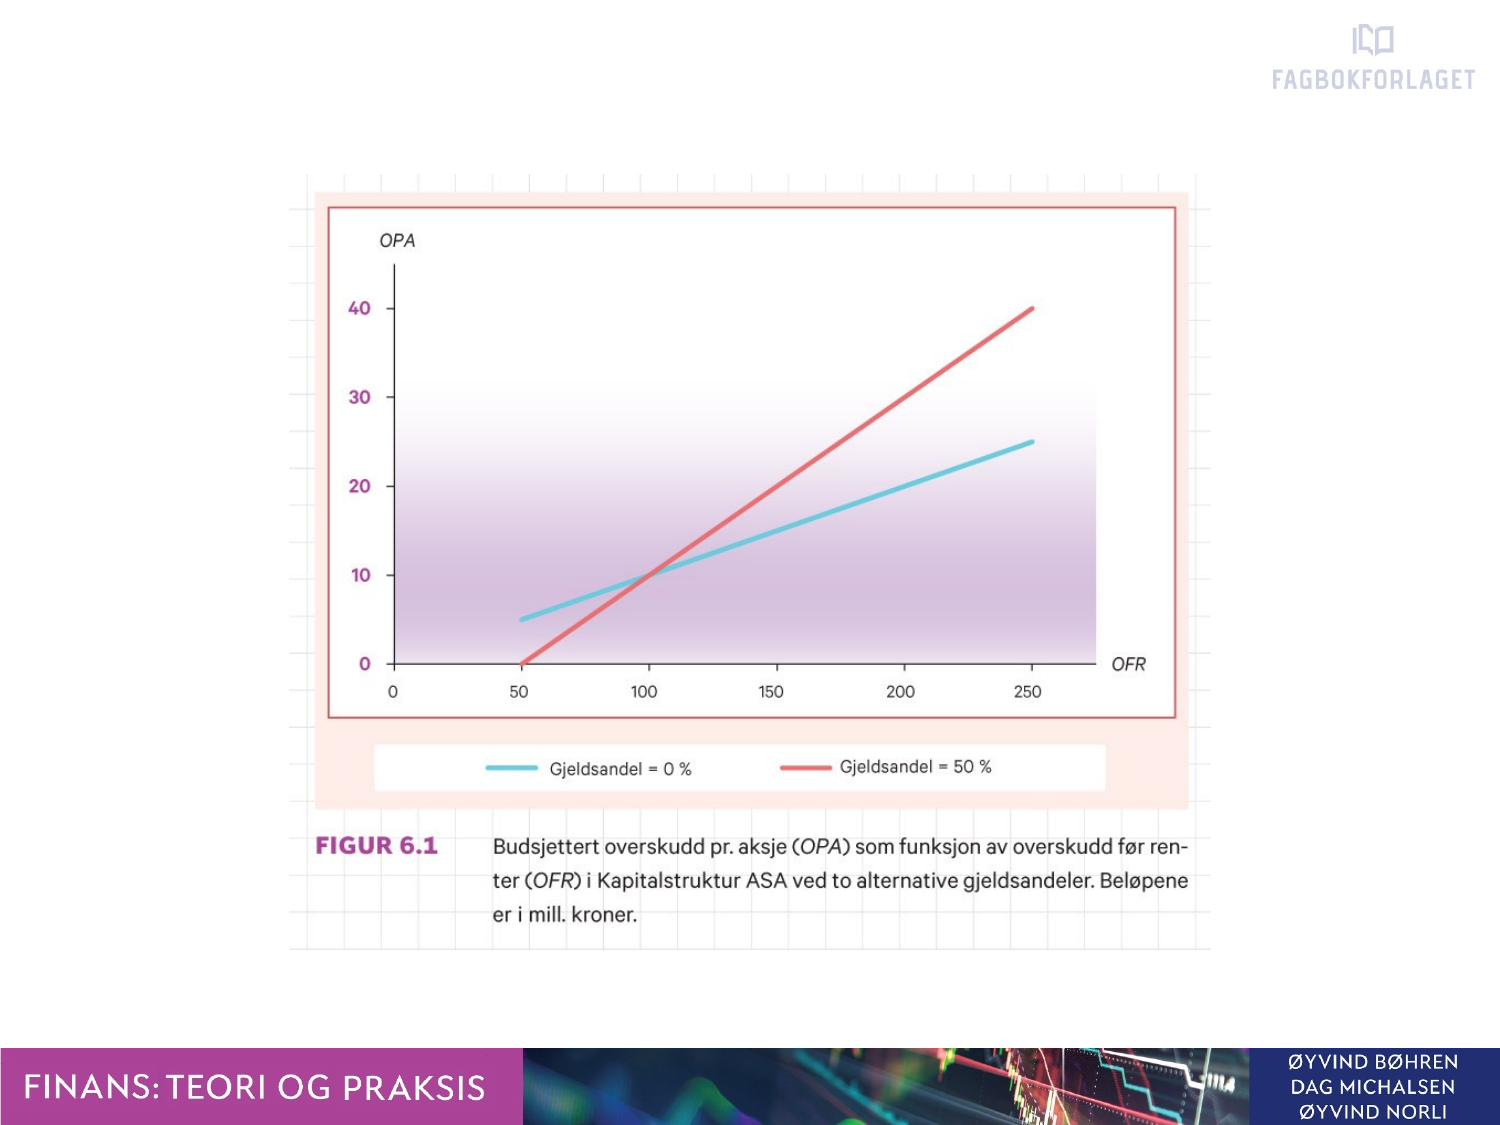 FAGBOKFORLAGET
OPA
40
30
20
10
0
OFR
0 50 100 150 200 250
Gjeldsandel = 0 % Gjeldsandel = 50 %
FIGUR 6.1 Budsjettert overskudd pr. aksje (OPA) som funksjon av overskudd før ren-
ter (OFR) i Kapitalstruktur ASA ved to alternative gjeldsandeler. Beløpene
er i mill. kroner.
FINANS: TEORI OG PRAKSIS
ØYVIND BØHREN
DAG MICHALSEN
ØYVIND NORLI